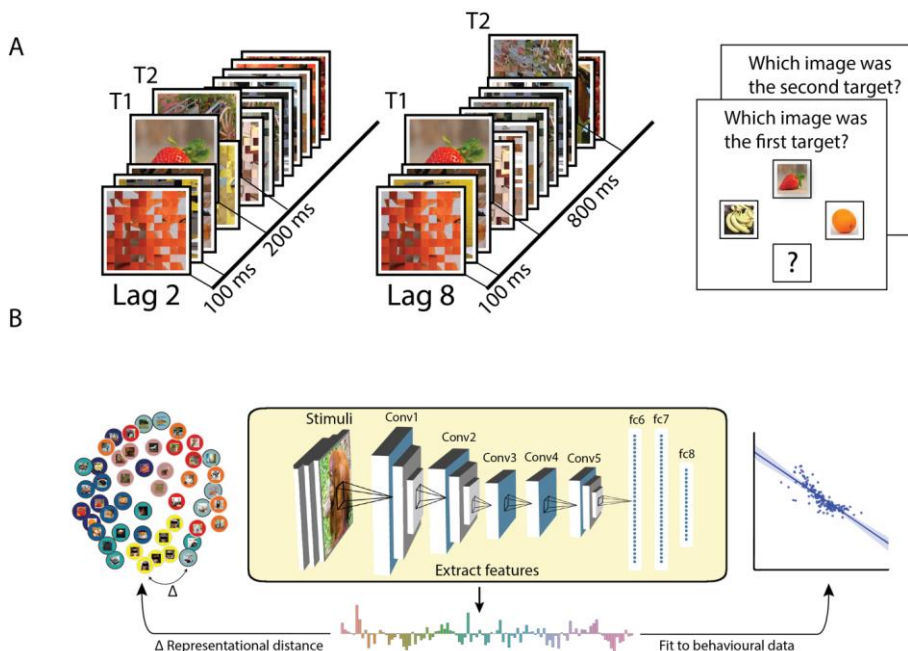 A
T2
T2
T1
T1
Which image was
the second target?
Which image was
the first target?
?
800 ms
200 ms
100 ms
100 ms
Lag 2
Lag 8
B
Stimuli
Conv1
Conv2
Conv3
Conv4
Conv5
fc6
fc7
fc8
Δ
Extract features
Δ Representational distance
Fit to behavioural data